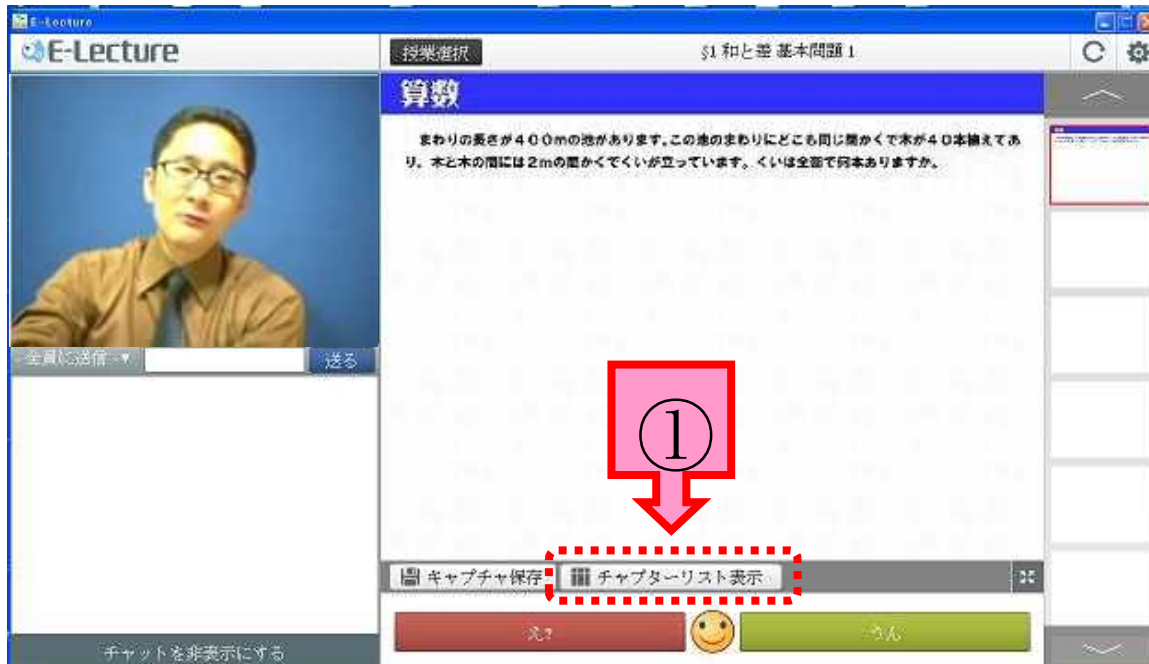 E-Lecture
E-Lecture
授業選択
§1 和と差 基本問題 1
算数
まわりの長さが400mの池があります。この池のまわりにどこも同じ間かくで木が40本植えてあ
り、木と木の間には2mの間かくでくいが立っています。くいは全部で何本ありますか。
全員に送信 ▼
送る
①
キャプチャ保存
チャプターリスト表示
え?
うん
チャットを非表示にする